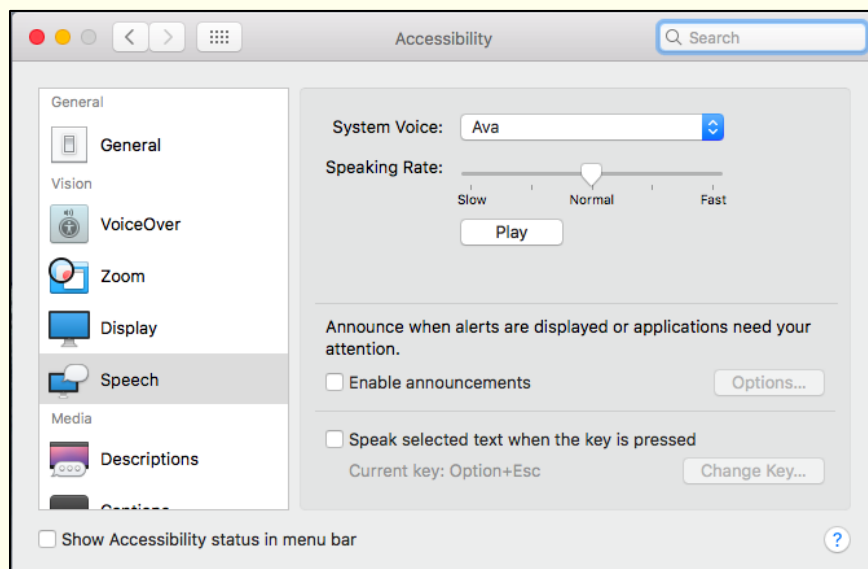 Accessibility
Search
General
General
Vision
VoiceOver
Zoom
Display
Speech
Media
Descriptions
System Voice: Ava
Speaking Rate:
Slow Normal Fast
Play
Announce when alerts are displayed or applications need your
attention.
Enable announcements Options...
Speak selected text when the key is pressed
Current key: Option+Esc Change Key...
Show Accessibility status in menu bar
?